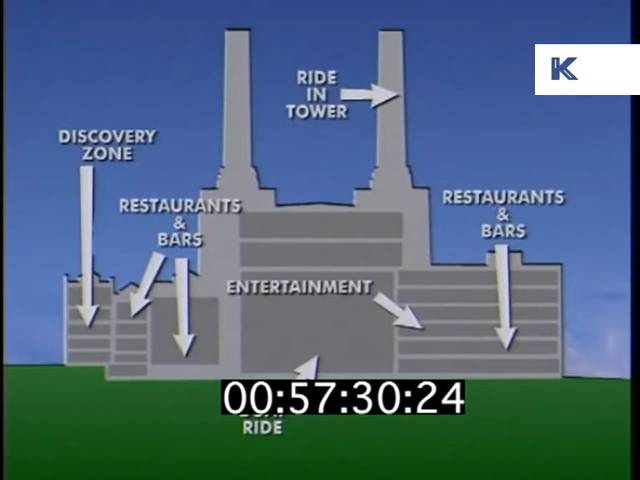 K
RIDE
IN
TOWER
DISCOVERY
ZONE
RESTAURANTS
&
BARS
RESTAURANTS
&
BARS
ENTERTAINMENT
00:57:30:24
RIDE